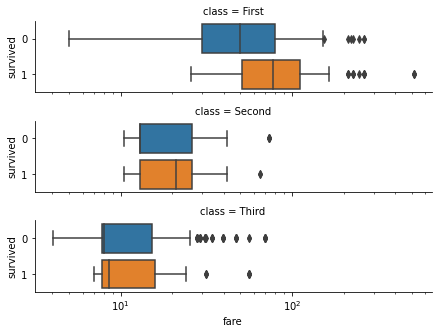 class = First
survived
0
1
class = Second
survived
0
1
class = Third
survived
0
1
10¹ 10²
fare